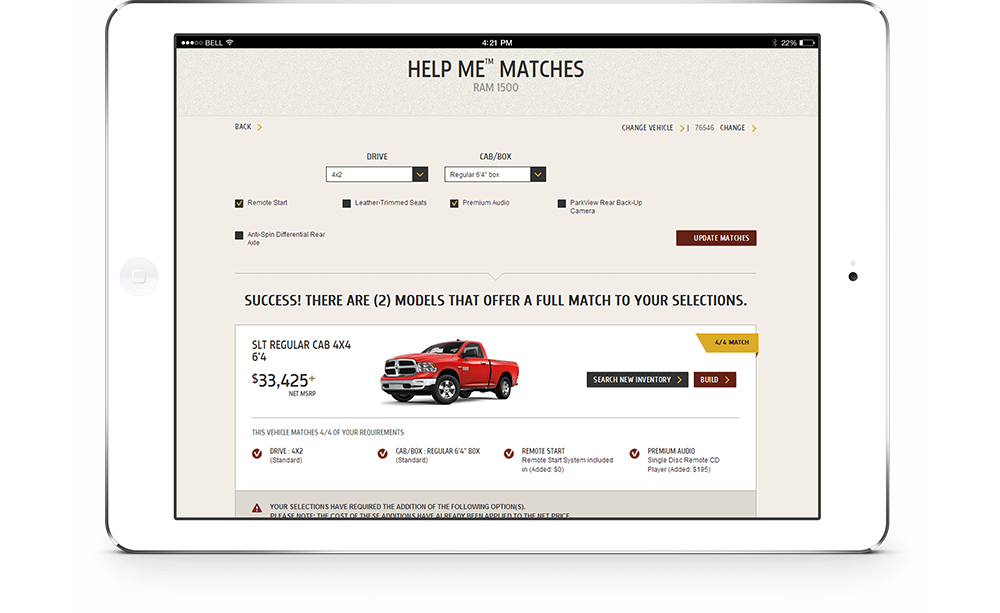 BELL
4:21 PM
22%
HELP ME™ MATCHES
RAM 1500
BACK
CHANGE VEHICLE | 76546 CHANGE
DRIVE
CAB/BOX
4x2
Regular 6'4" box
Remote Start
Leather-Trimmed Seats
Premium Audio
ParkView Rear Back-Up
Camera
Anti-Spin Differential Rear
Axle
UPDATE MATCHES
SUCCESS! THERE ARE (2) MODELS THAT OFFER A FULL MATCH TO YOUR SELECTIONS.
4/4 MATCH
SLT REGULAR CAB 4X4
6'4
$33,425+
NET MSRP
SEARCH NEW INVENTORY
BUILD
THIS VEHICLE MATCHES 4/4 OF YOUR REQUIREMENTS
DRIVE : 4X2
(Standard)
CAB/BOX : REGULAR 6'4" BOX
(Standard)
REMOTE START
Remote Start System included
in (Added: $0)
PREMIUM AUDIO
Single Disc Remote CD
Player (Added: $195)
YOUR SELECTIONS HAVE REQUIRED THE ADDITION OF THE FOLLOWING OPTION(S).
PLEASE NOTE: THE COST OF THESE ADDITIONS HAVE ALREADY BEEN APPLIED TO THE NET PRICE